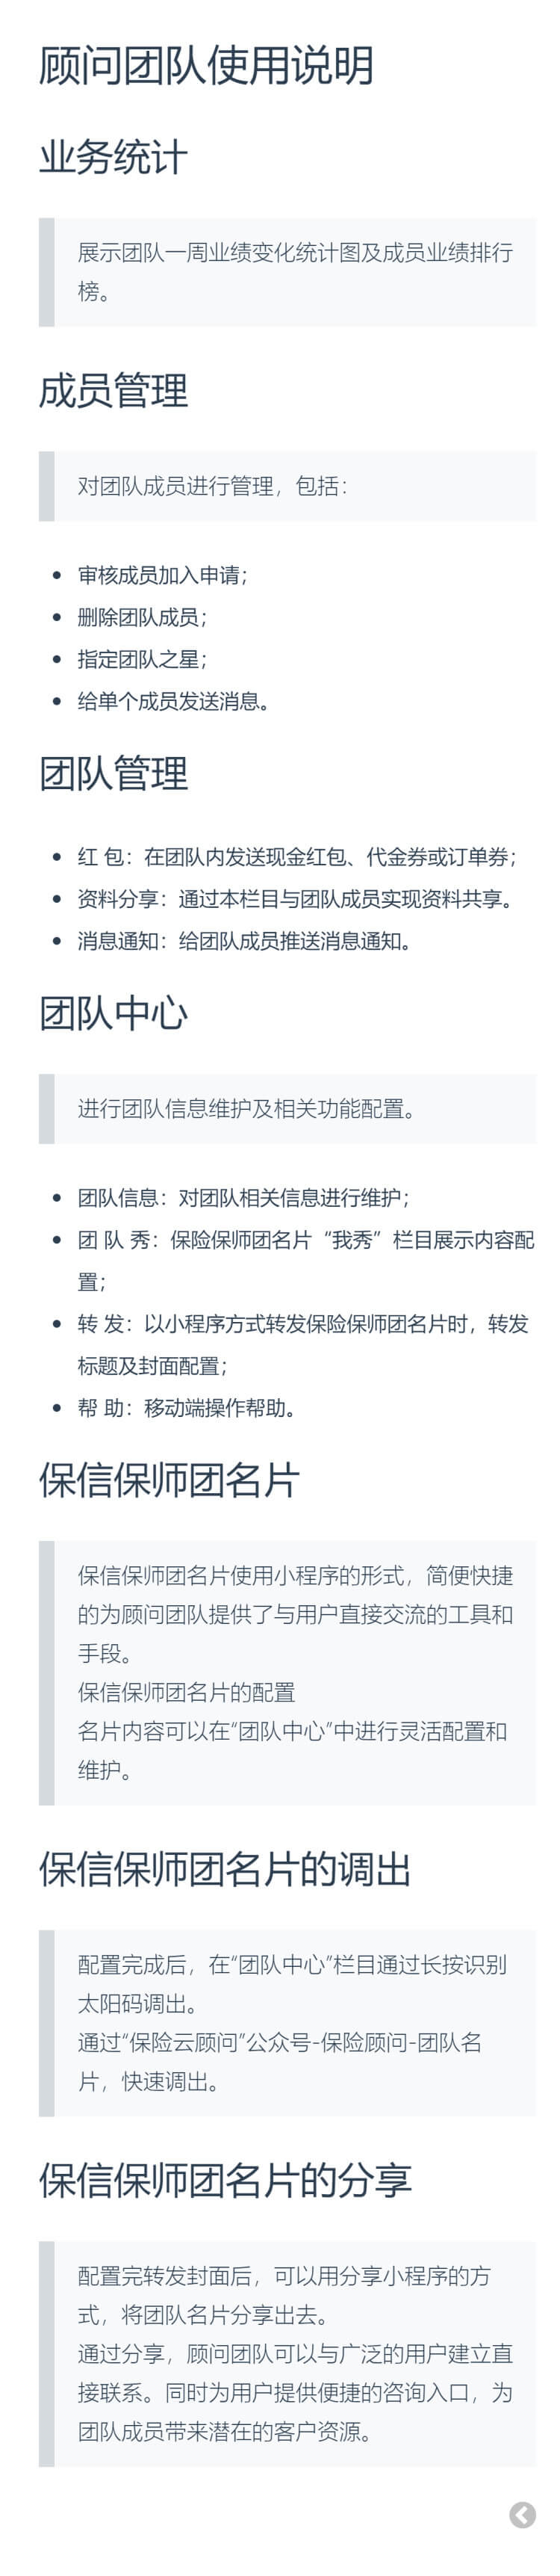 顾问团队使用说明
业务统计
展示团队一周业绩变化统计图及成员业绩排行
榜。
成员管理
对团队成员进行管理，包括：
审核成员加入申请；
删除团队成员；
指定团队之星；
给单个成员发送消息。
团队管理
红 包：在团队内发送现金红包、代金券或订单券；
资料分享：通过本栏目与团队成员实现资料共享。
消息通知：给团队成员推送消息通知。
团队中心
进行团队信息维护及相关功能配置。
团队信息：对团队相关信息进行维护；
团 队 秀：保险保师团名片“我秀”栏目展示内容配
置；
转 发：以小程序方式转发保险保师团名片时，转发
标题及封面配置；
帮 助：移动端操作帮助。
保信保师团名片
保信保师团名片使用小程序的形式，简便快捷
的为顾问团队提供了与用户直接交流的工具和
手段。
保信保师团名片的配置
名片内容可以在“团队中心”中进行灵活配置和
维护。
保信保师团名片的调出
配置完成后，在“团队中心”栏目通过长按识别
太阳码调出。
通过“保险云顾问”公众号-保险顾问-团队名
片，快速调出。
保信保师团名片的分享
配置完转发封面后，可以用分享小程序的方
式，将团队名片分享出去。
通过分享，顾问团队可以与广泛的用户建立直
接联系。同时为用户提供便捷的咨询入口，为
团队成员带来潜在的客户资源。